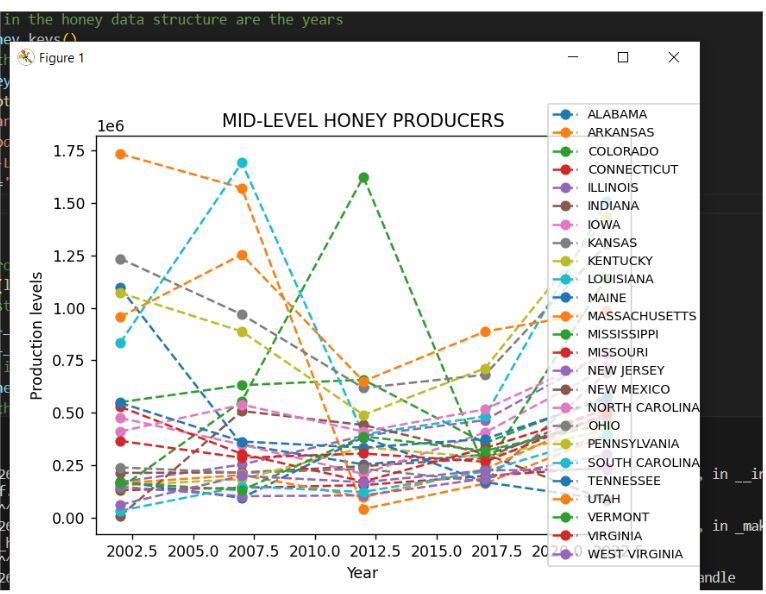 in the honey data structure are the years
ney.keys()
Figure 1
MID-LEVEL HONEY PRODUCERS
1e6
1.75
1.50
1.25
1.00
0.75
0.50
0.25
0.00
Production levels
2002.5 2005.0 2007.5 2010.0 2012.5 2015.0 2017.5 2020.0 2022.5
Year
ALABAMA
ARKANSAS
COLORADO
CONNECTICUT
ILLINOIS
INDIANA
IOWA
KANSAS
KENTUCKY
LOUISIANA
MAINE
MASSACHUSETTS
MISSISSIPPI
MISSOURI
NEW JERSEY
NEW MEXICO
NORTH CAROLINA
OHIO
PENNSYLVANIA
SOUTH CAROLINA
TENNESSEE
UTAH
VERMONT
VIRGINIA
WEST VIRGINIA
, in __in
, in _mak
andle